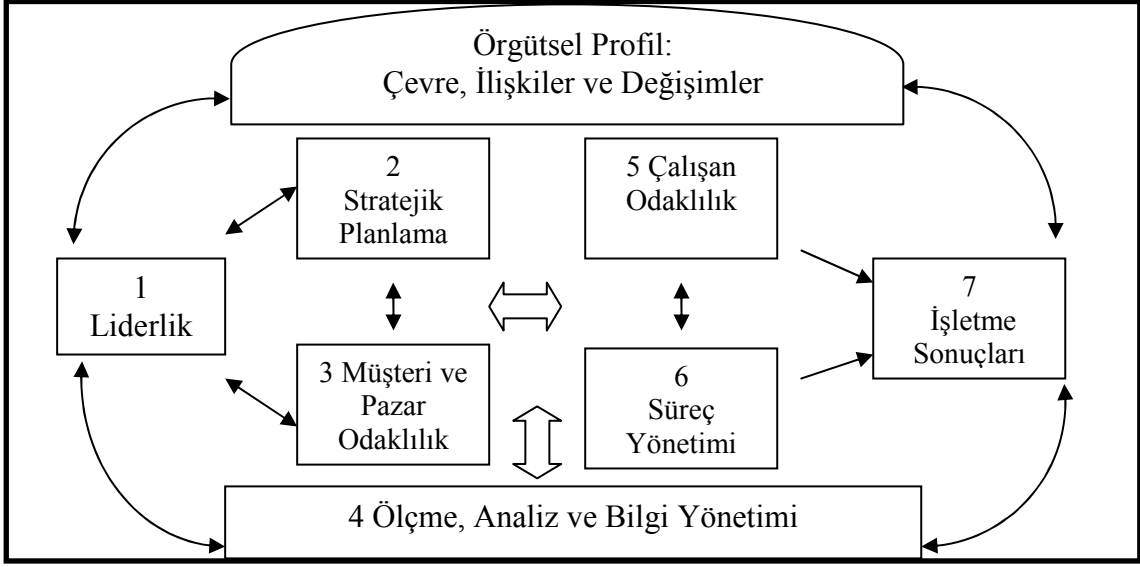 Örgütsel Profil:
Çevre, İlişkiler ve Değişimler
2
Stratejik
Planlama
5 Çalışan
Odaklılık
1
Liderlik
7
İşletme
Sonuçları
3 Müşteri ve
Pazar
Odaklılık
6
Süreç
Yönetimi
4 Ölçme, Analiz ve Bilgi Yönetimi